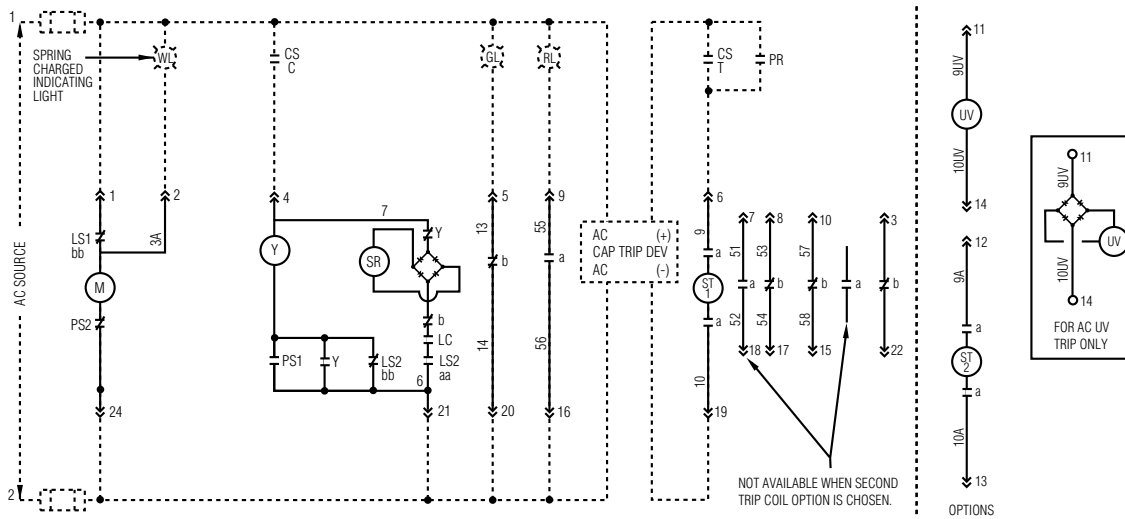 1
SPRING
CHARGED
INDICATING
LIGHT
WL
CS
C
GL
RL
CS
T
PR
11
9UV
UV
10UV
14
11
9UV
UV
10UV
14
FOR AC UV
TRIP ONLY
AC SOURCE
1
2
4
5
9
6
7
8
10
3
LS1
bb
3A
M
PS2
24
7
Y
Y
SR
b
LC
LS2
aa
PS1
Y
LS2
bb
6
21
13
b
14
20
55
a
56
16
AC (+)
CAP TRIP DEV
AC (-)
9
a
ST
1
a
10
19
51
a
52
18
53
b
54
17
57
b
58
15
a
b
22
12
9A
a
ST
2
a
10A
13
NOT AVAILABLE WHEN SECOND
TRIP COIL OPTION IS CHOSEN.
OPTIONS
2